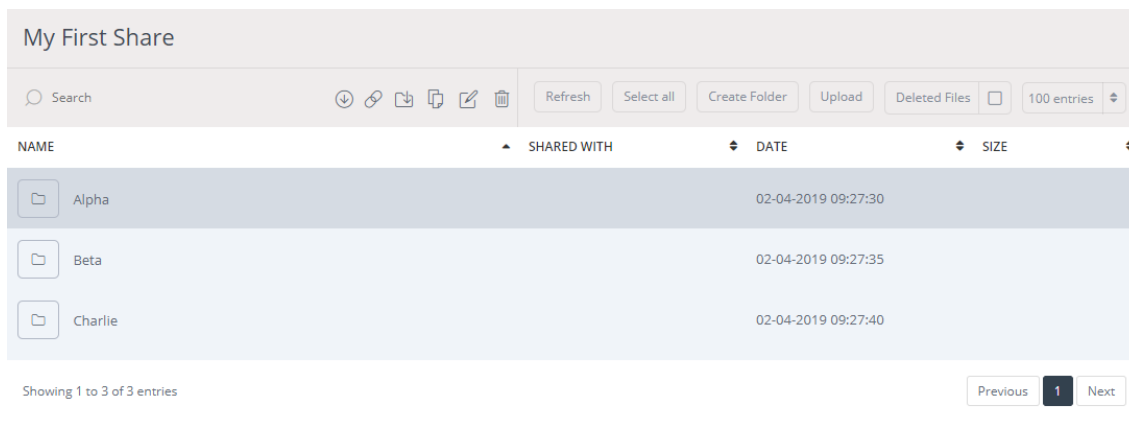 My First Share
Search Refresh Select all Create Folder Upload Deleted Files 100 entries
NAME SHARED WITH DATE SIZE
Alpha 02-04-2019 09:27:30
Beta 02-04-2019 09:27:35
Charlie 02-04-2019 09:27:40
Showing 1 to 3 of 3 entries Previous 1 Next